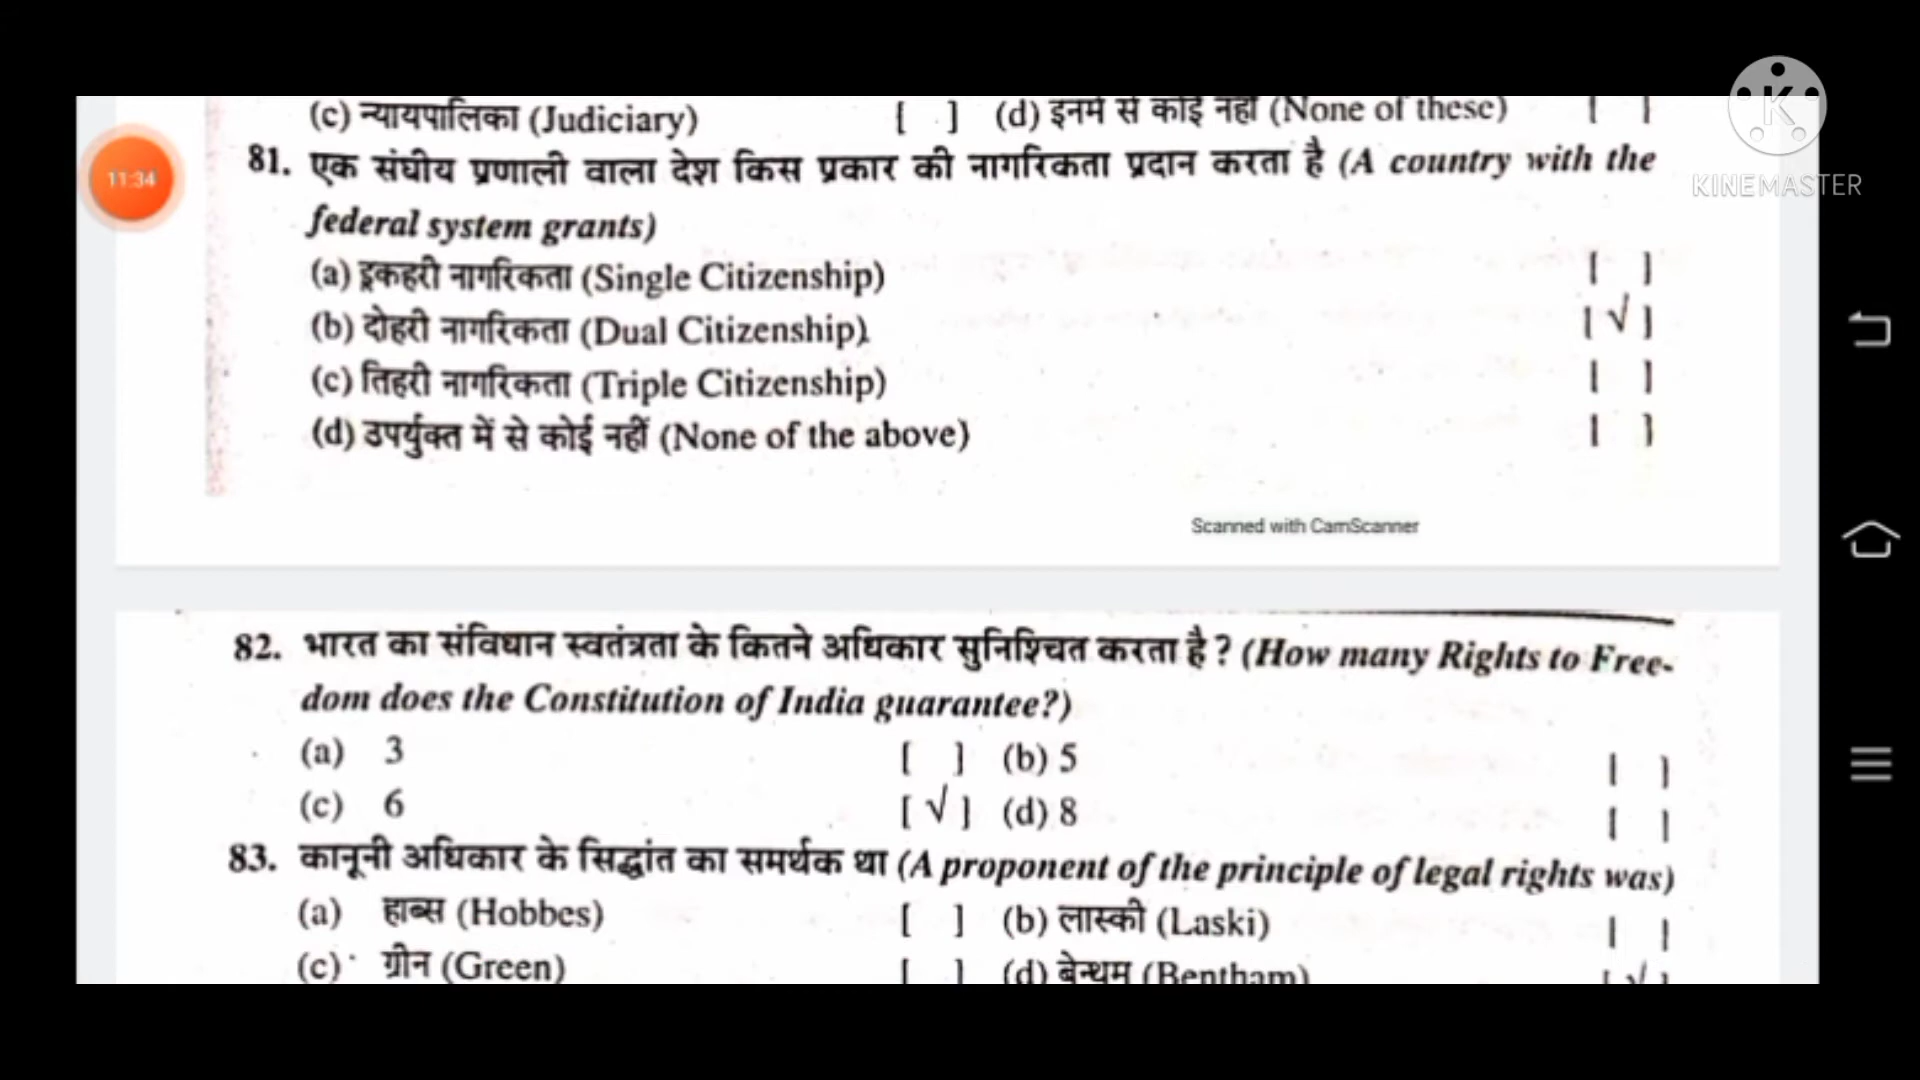 (c) न्यायपालिका (Judiciary) [ ] (d) इनमें से कोई नहीं (None of these) [ ]
81. एक संघीय प्रणाली वाला देश किस प्रकार की नागरिकता प्रदान करता है (A country with the
federal system grants)
(a) इकहरी नागरिकता (Single Citizenship) [ ]
(b) दोहरी नागरिकता (Dual Citizenship) [ √ ]
(c) तिहरी नागरिकता (Triple Citizenship) [ ]
(d) उपर्युक्त में से कोई नहीं (None of the above) [ ]
Scanned with CamScanner
82. भारत का संविधान स्वतंत्रता के कितने अधिकार सुनिश्चित करता है ? (How many Rights to Free-
dom does the Constitution of India guarantee?)
(a) 3 [ ] (b) 5 [ ]
(c) 6 [ √ ] (d) 8 [ ]
83. कानूनी अधिकार के सिद्धांत का समर्थक था (A proponent of the principle of legal rights was)
(a) हाब्स (Hobbes) [ ] (b) लास्की (Laski) [ ]
(c) ग्रीन (Green) [ ] (d) बेन्थम (Bentham) [ √ ]
11:34
K
KINEMASTER